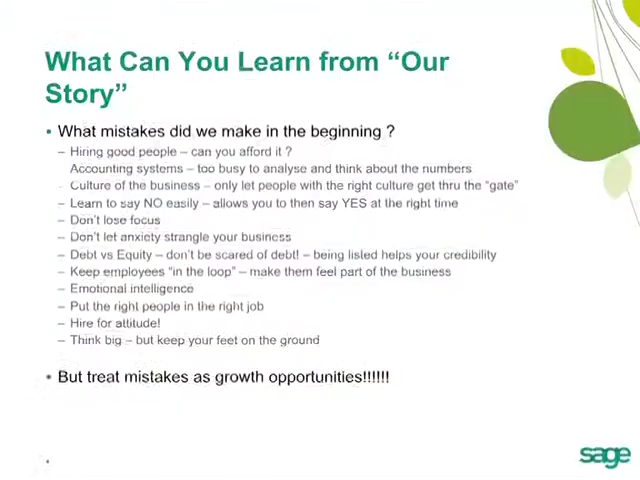 What Can You Learn from “Our
Story”
• What mistakes did we make in the beginning ?
– Hiring good people – can you afford it ?
Accounting systems – too busy to analyse and think about the numbers
– Culture of the business – only let people with the right culture get thru the “gate”
– Learn to say NO easily – allows you to then say YES at the right time
– Don’t lose focus
– Don’t let anxiety strangle your business
– Debt vs Equity – don’t be scared of debt! – being listed helps your credibility
– Keep employees “in the loop” – make them feel part of the business
– Emotional intelligence
– Put the right people in the right job
– Hire for attitude!
– Think big – but keep your feet on the ground
• But treat mistakes as growth opportunities!!!!!!
sage